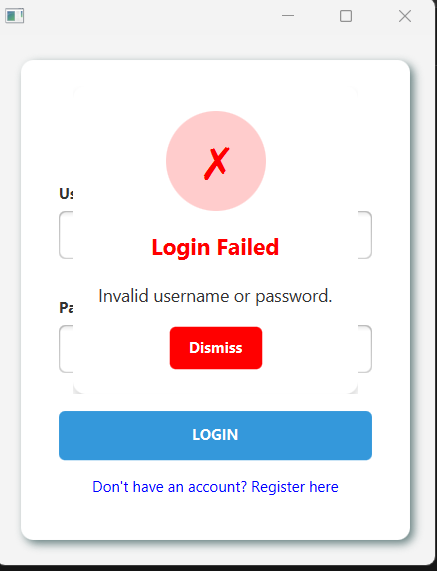 ✗
Us
Login Failed
Invalid username or password.
Pa
Dismiss
LOGIN
Don't have an account? Register here